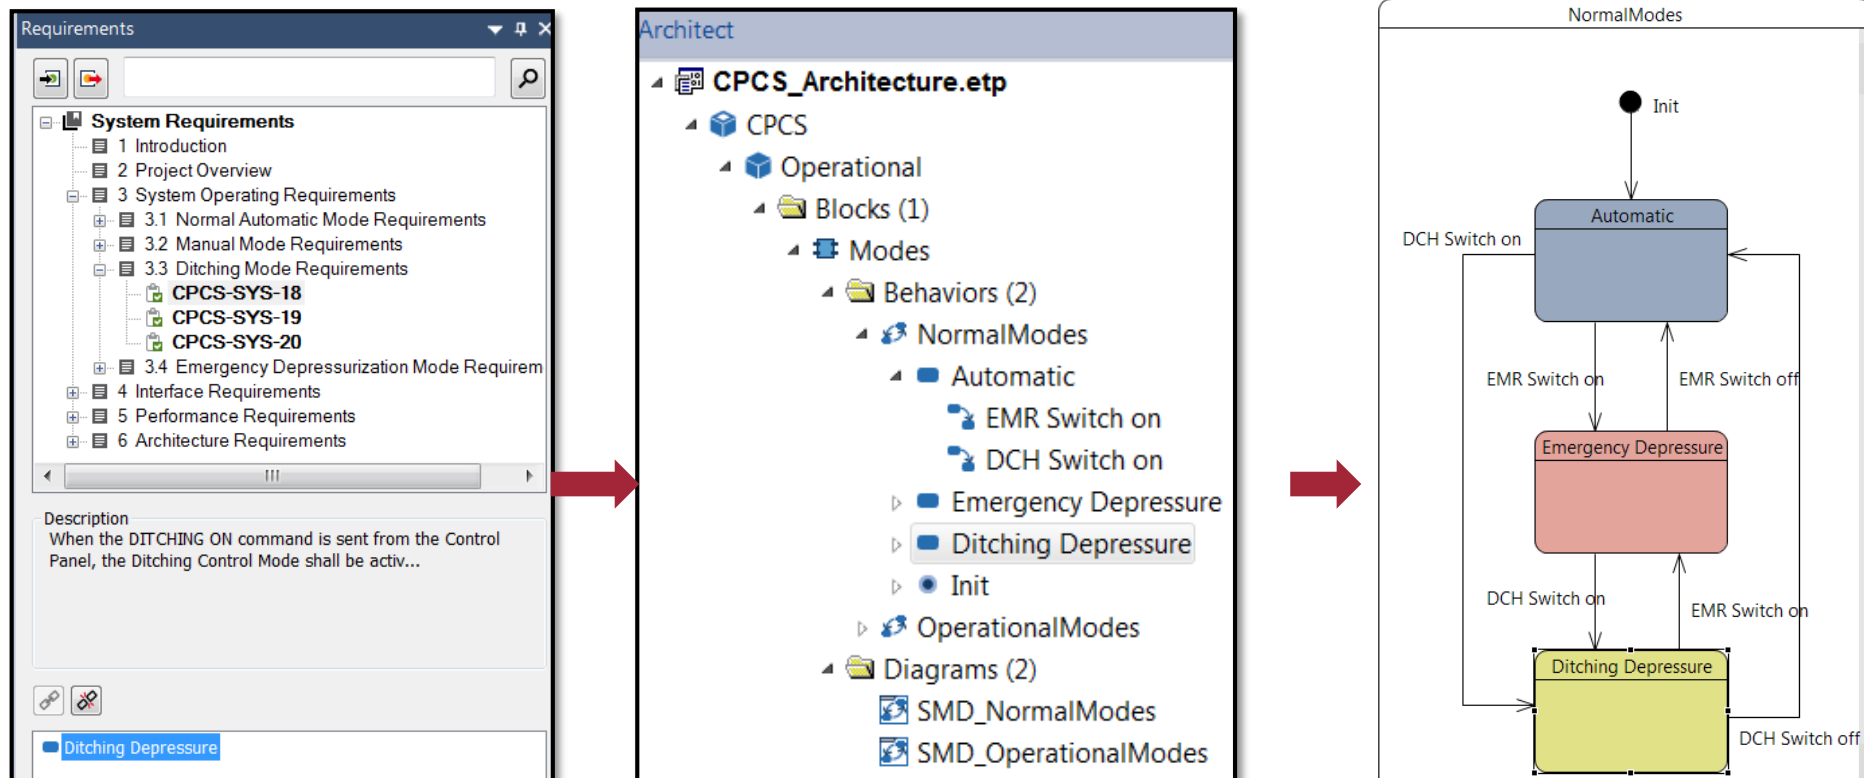 Requirements
System Requirements
1 Introduction
2 Project Overview
3 System Operating Requirements
3.1 Normal Automatic Mode Requirements
3.2 Manual Mode Requirements
3.3 Ditching Mode Requirements
CPCS-SYS-18
CPCS-SYS-19
CPCS-SYS-20
3.4 Emergency Depressurization Mode Requirem
4 Interface Requirements
5 Performance Requirements
6 Architecture Requirements
Description
When the DITCHING ON command is sent from the Control
Panel, the Ditching Control Mode shall be activ...
Ditching Depressure
Architect
CPCS_Architecture.etp
CPCS
Operational
Blocks (1)
Modes
Behaviors (2)
NormalModes
Automatic
EMR Switch on
DCH Switch on
Emergency Depressure
Ditching Depressure
Init
OperationalModes
Diagrams (2)
SMD_NormalModes
SMD_OperationalModes
NormalModes
Init
Automatic
DCH Switch on
EMR Switch on
EMR Switch off
Emergency Depressure
DCH Switch on
EMR Switch on
Ditching Depressure
DCH Switch off